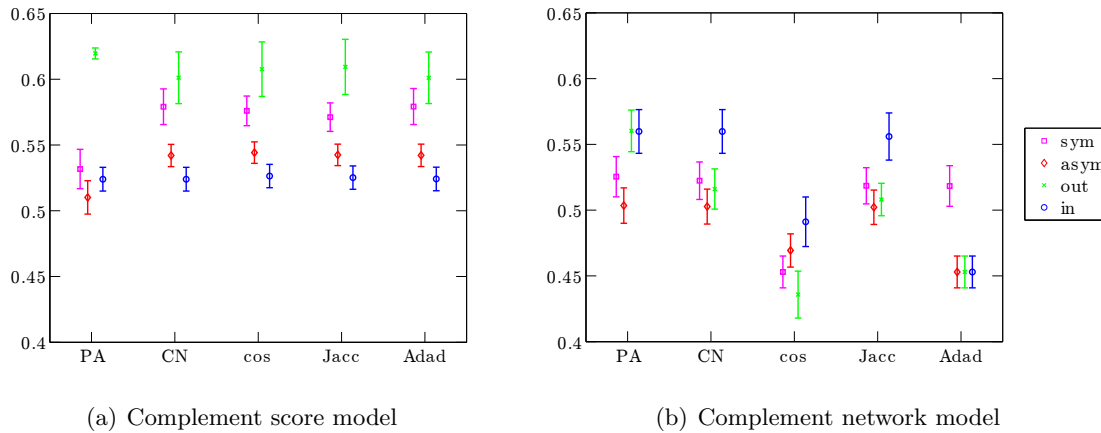 0.65
0.6
0.55
0.5
0.45
0.4
PA CN cos Jacc Adad
(a) Complement score model
0.65
0.6
0.55
0.5
0.45
0.4
PA CN cos Jacc Adad
(b) Complement network model
sym
asym
out
in